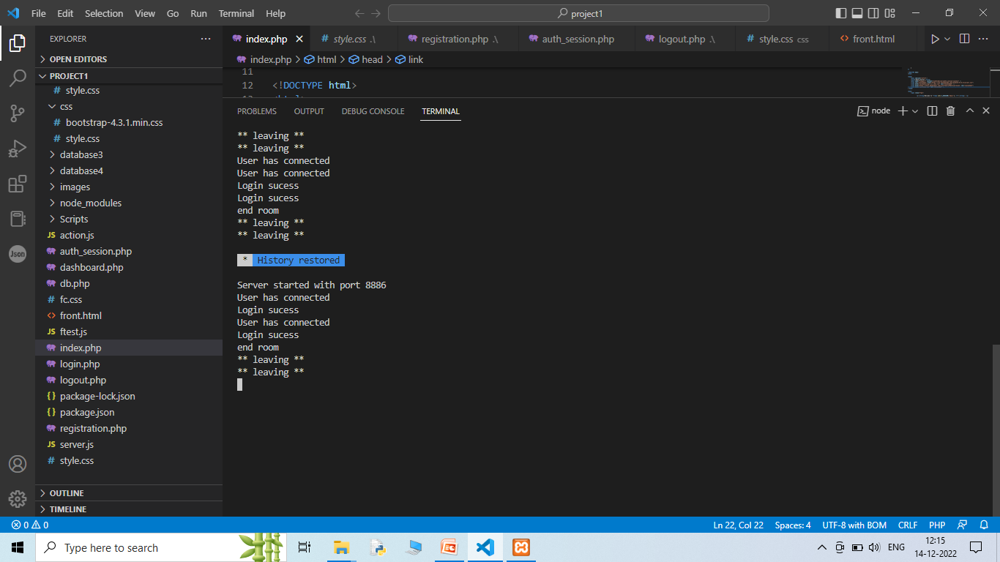 File Edit Selection View Go Run Terminal Help
project1
EXPLORER
index.php
style.css .\
registration.php .\
auth_session.php
logout.php .\
style.css css
front.html
OPEN EDITORS
index.php > html > head > link
PROJECT1
11
style.css
12 <!DOCTYPE html>
css
PROBLEMS OUTPUT DEBUG CONSOLE TERMINAL
node
bootstrap-4.3.1.min.css
style.css
database3
database4
images
node_modules
Scripts
JS action.js
auth_session.php
dashboard.php
db.php
fc.css
front.html
JS ftest.js
index.php
login.php
logout.php
{} package-lock.json
{} package.json
registration.php
JS server.js
style.css
OUTLINE
TIMELINE
Json
** leaving **
** leaving **
User has connected
User has connected
Login sucess
Login sucess
end room
** leaving **
** leaving **
* History restored
Server started with port 8886
User has connected
Login sucess
User has connected
Login sucess
end room
** leaving **
** leaving **
0 0
Ln 22, Col 22 Spaces: 4 UTF-8 with BOM CRLF PHP
Type here to search
ENG
12:15
14-12-2022